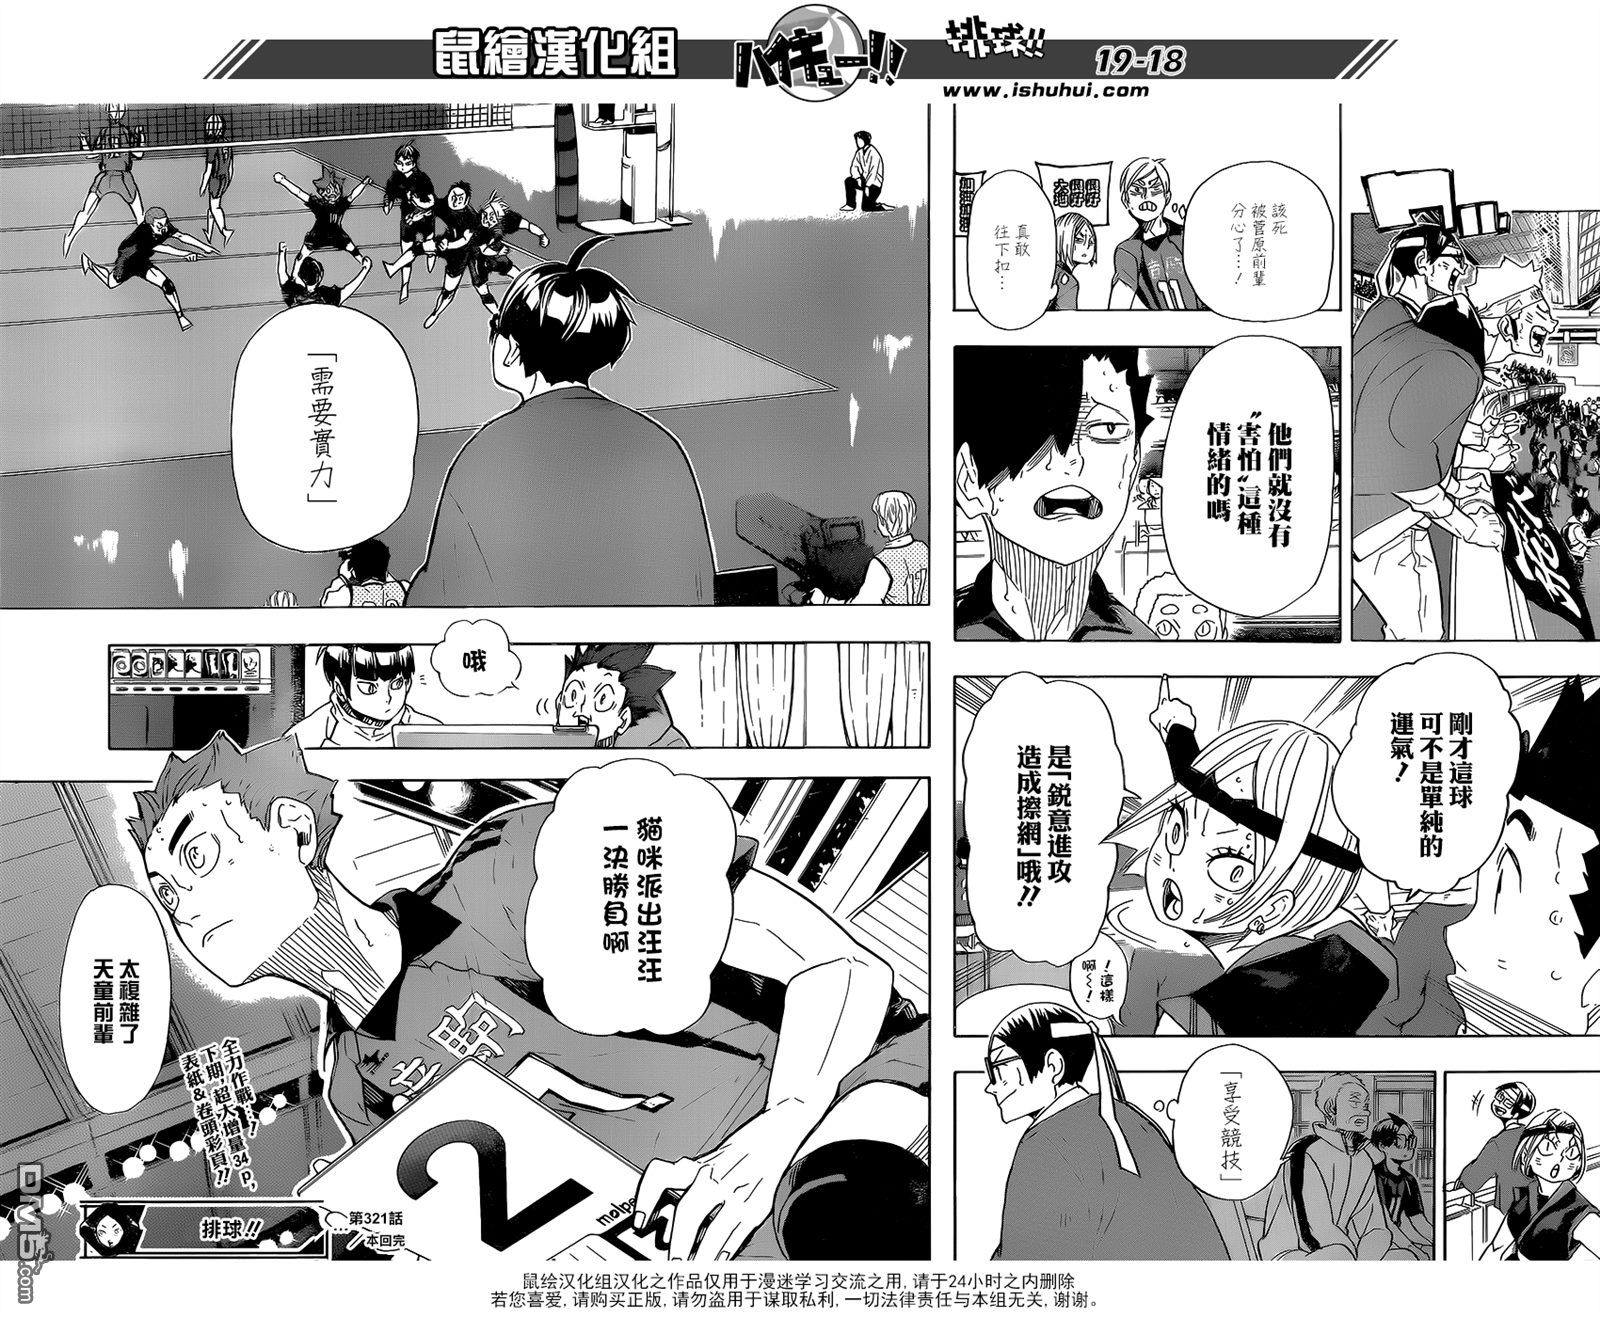 鼠繪漢化組
ハイキュー!!
排球!!
19-18
www.ishuhui.com
該死
被菅原前輩
分心了…!
真敢
往下扣…
他們就沒有
"害怕"這種
情緒的嗎
剛才這球
可不是單純的
運氣!
是「銳意進攻
造成擦網」哦!!
!這樣
啊~~!
「享受競技」
「需要實力」
哦
貓咪派出汪汪
一決勝負啊
太複雜了
天童前輩
2
molpe
全力作戰…!
下期,超大增量34p,
表紙&卷頭彩頁!!
排球!!
第321話
本回完
DM5.com
鼠绘汉化组汉化之作品仅用于漫迷学习交流之用,请于24小时之内删除
若您喜爱,请购买正版,请勿盗用于谋取私利,一切法律责任与本组无关,谢谢。